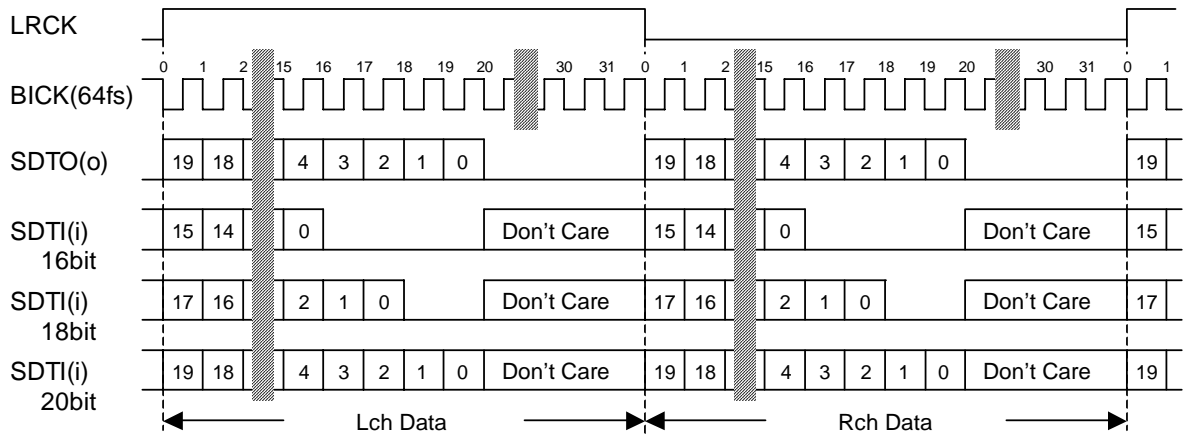 LRCK
0 1 2 15 16 17 18 19 20 30 31 0 1 2 15 16 17 18 19 20 30 31 0 1
BICK(64fs)
SDTO(o) 19 18 4 3 2 1 0 19 18 4 3 2 1 0 19
SDTI(i) 15 14 0 Don't Care 15 14 0 Don't Care 15
16bit
SDTI(i) 17 16 2 1 0 Don't Care 17 16 2 1 0 Don't Care 17
18bit
SDTI(i) 19 18 4 3 2 1 0 Don't Care 19 18 4 3 2 1 0 Don't Care 19
20bit
Lch Data Rch Data